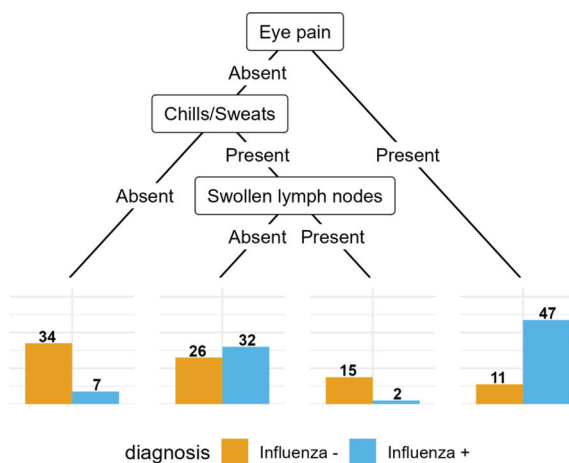 Eye pain
Absent
Chills/Sweats
Present
Present
Absent
Swollen lymph nodes
Absent Present
34
7
26
32
15
2
11
47
diagnosis Influenza - Influenza +